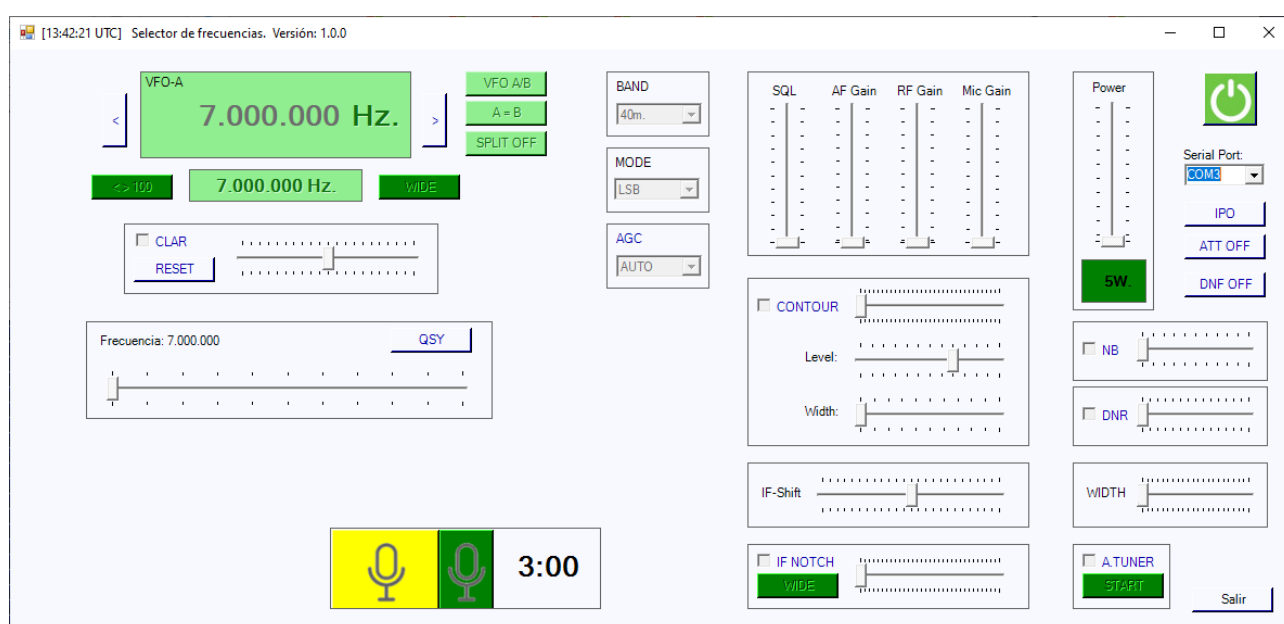 [13:42:21 UTC] Selector de frecuencias. Versión: 1.0.0
VFO-A
7.000.000 Hz.
<
>
VFO A/B
A = B
SPLIT OFF
<> 100
7.000.000 Hz.
WIDE
CLAR
RESET
Frecuencia: 7.000.000
QSY
3:00
BAND
40m.
MODE
LSB
AGC
AUTO
SQL AF Gain RF Gain Mic Gain
CONTOUR
Level:
Width:
IF-Shift
IF NOTCH
WIDE
Power
5W.
Serial Port:
COM3
IPO
ATT OFF
DNF OFF
NB
DNR
WIDTH
A.TUNER
START
Salir